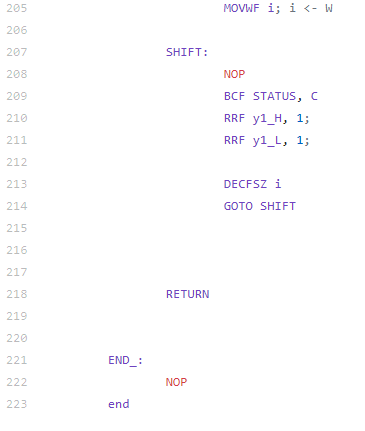 205 MOVWF i; i <- W
206
207 SHIFT:
208 NOP
209 BCF STATUS, C
210 RRF y1_H, 1;
211 RRF y1_L, 1;
212
213 DECFSZ i
214 GOTO SHIFT
215
216
217
218 RETURN
219
220
221 END_:
222 NOP
223 end